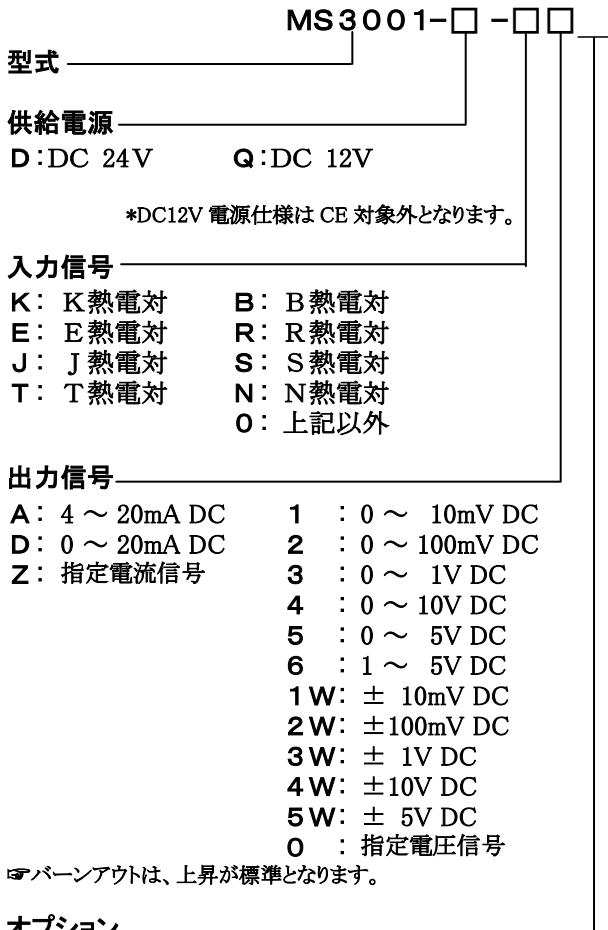 MS3001-□ -□□
型式
供給電源
D:DC 24V Q:DC 12V
*DC12V 電源仕様は CE 対象外となります。
入力信号
K: K熱電対 B: B熱電対
E: E熱電対 R: R熱電対
J: J熱電対 S: S熱電対
T: T熱電対 N: N熱電対
0: 上記以外
出力信号
A: 4 ～ 20mA DC 1 : 0 ～ 10mV DC
D: 0 ～ 20mA DC 2 : 0 ～ 100mV DC
Z: 指定電流信号 3 : 0 ～ 1V DC
4 : 0 ～ 10V DC
5 : 0 ～ 5V DC
6 : 1 ～ 5V DC
1W: ± 10mV DC
2W: ±100mV DC
3W: ± 1V DC
4W: ±10V DC
5W: ± 5V DC
0 : 指定電圧信号
☞バーンアウトは、上昇が標準となります。
オプション